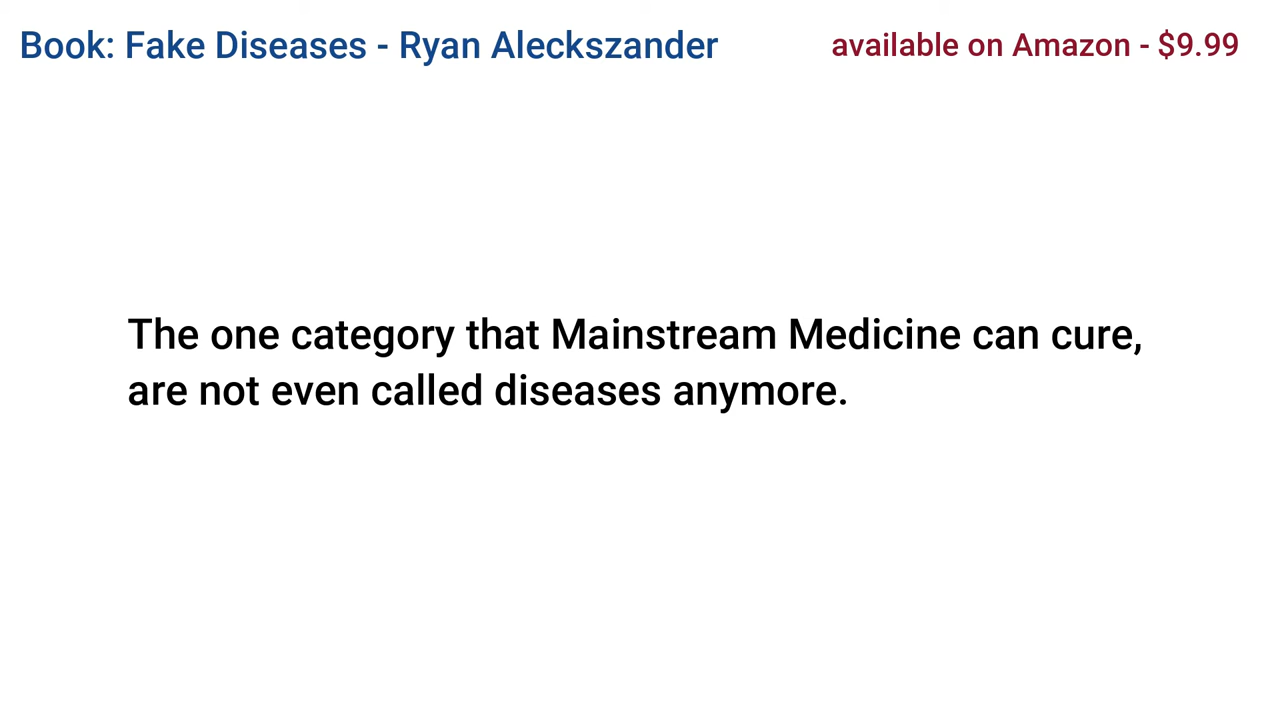 Book: Fake Diseases - Ryan Aleckszander
available on Amazon - $9.99
The one category that Mainstream Medicine can cure,
are not even called diseases anymore.